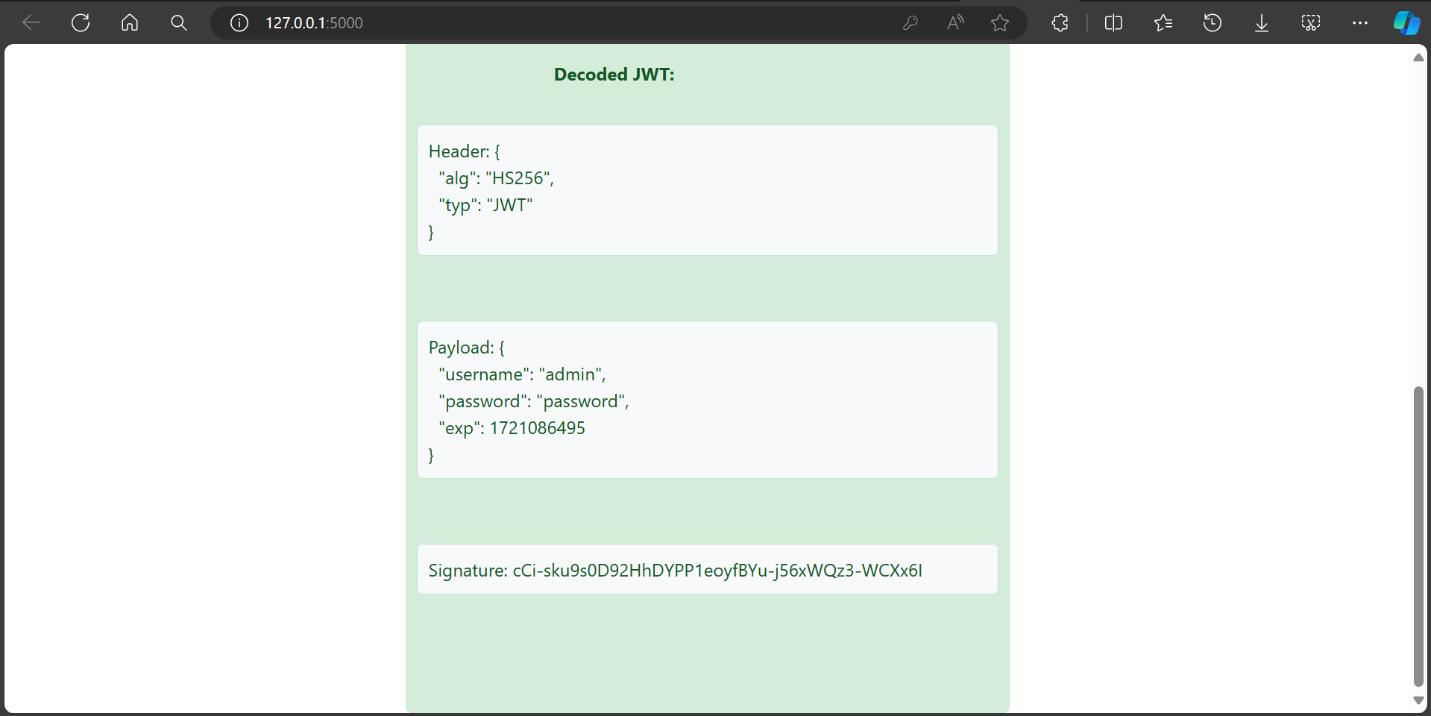 127.0.0.1:5000
Decoded JWT:
Header: {
"alg": "HS256",
"typ": "JWT"
}
Payload: {
"username": "admin",
"password": "password",
"exp": 1721086495
}
Signature: cCi-sku9s0D92HhDYPP1eoyfBYu-j56xWQz3-WCXx6I